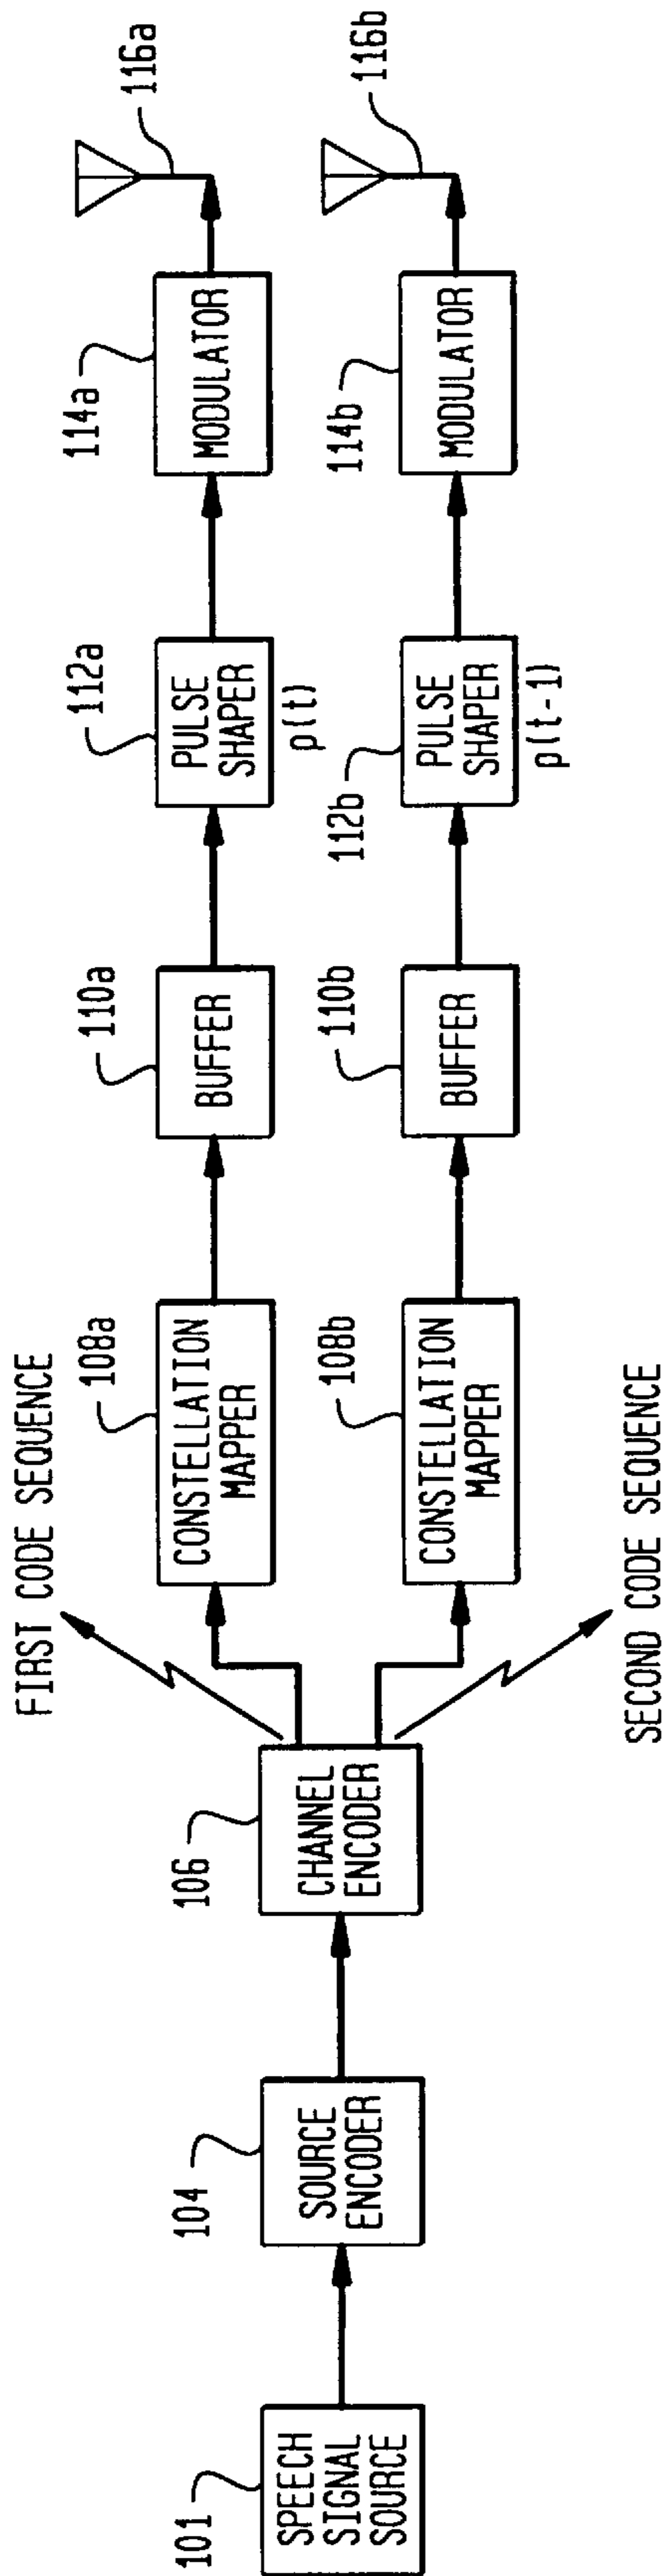 101
SPEECH
SIGNAL
SOURCE
104
SOURCE
ENCODER
106
CHANNEL
ENCODER
FIRST CODE SEQUENCE
SECOND CODE SEQUENCE
108a
CONSTELLATION
MAPPER
110a
BUFFER
112a
PULSE
SHAPER
p(t)
114a
MODULATOR
116a
108b
CONSTELLATION
MAPPER
110b
BUFFER
112b
PULSE
SHAPER
p(t-1)
114b
MODULATOR
116b